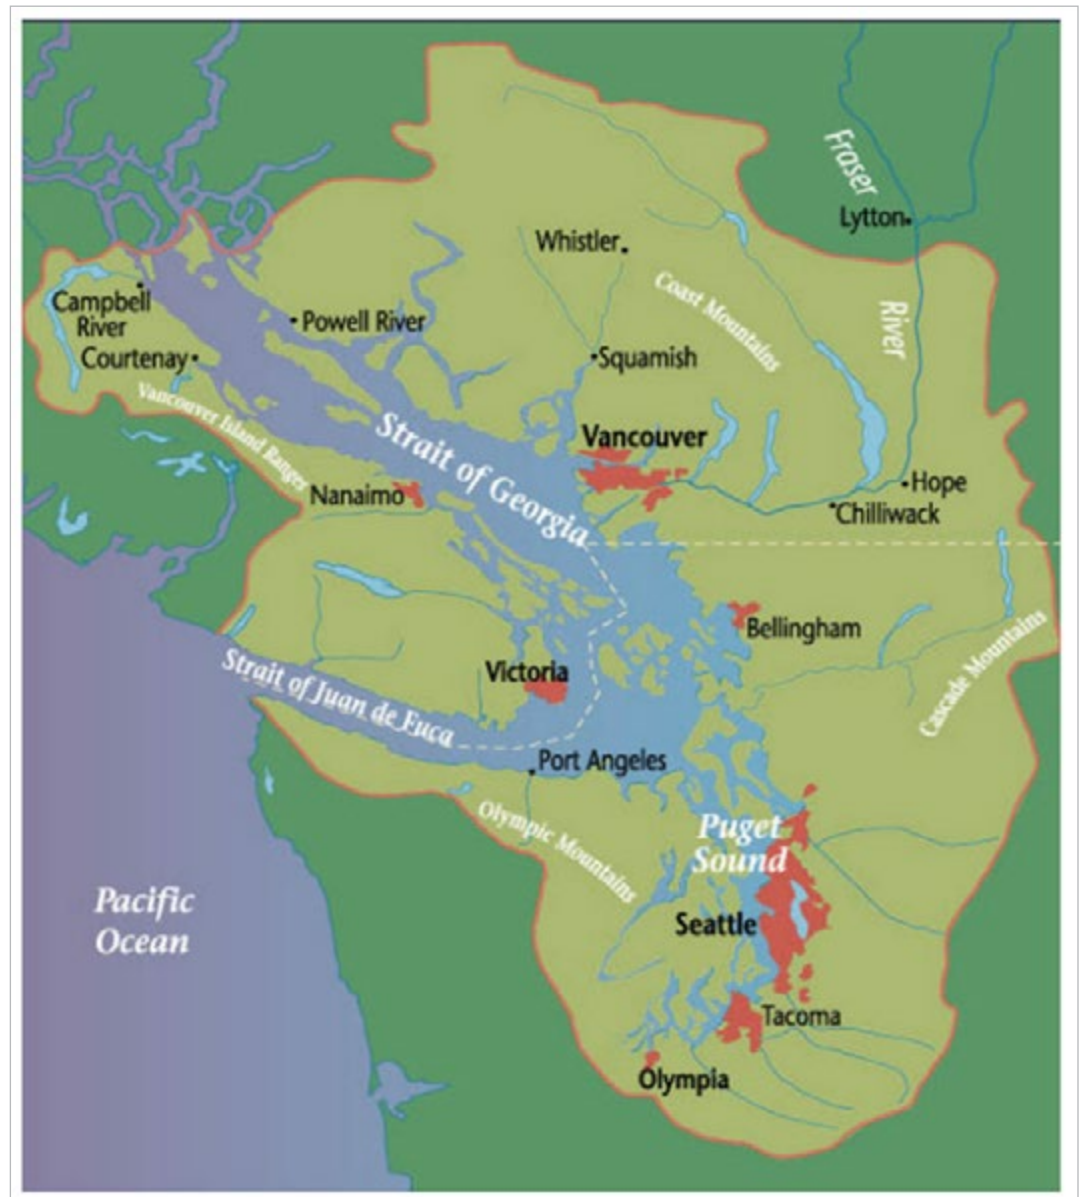 Fraser
Lytton
Whistler
Coast Mountains
River
Campbell
River
Powell River
Courtenay
Squamish
Vancouver Island Ranges
Strait of Georgia
Vancouver
Nanaimo
Hope
Chilliwack
Bellingham
Strait of Juan de Fuca
Victoria
Cascade Mountains
Port Angeles
Olympic Mountains
Puget
Sound
Pacific
Ocean
Seattle
Tacoma
Olympia